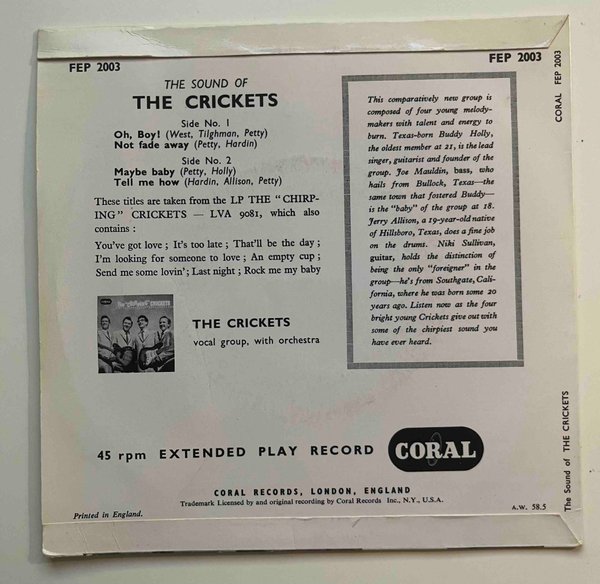 FEP 2003
FEP 2003
THE SOUND OF
THE CRICKETS
Side No. 1
Oh, Boy! (West, Tilghman, Petty)
Not fade away (Petty, Hardin)
Side No. 2
Maybe baby (Petty, Holly)
Tell me how (Hardin, Allison, Petty)
These titles are taken from the LP THE "CHIRP-
ING" CRICKETS — LVA 9081, which also
contains :
You've got love ; It's too late ; That'll be the day ;
I'm looking for someone to love ; An empty cup ;
Send me some lovin'; Last night ; Rock me my baby
CORAL
The "Chirping" CRICKETS
THE CRICKETS
vocal group, with orchestra
This comparatively new group is
composed of four young melody-
makers with talent and energy to
burn. Texas-born Buddy Holly,
the oldest member at 21, is the lead
singer, guitarist and founder of the
group. Joe Mauldin, bass, who
hails from Bullock, Texas—the
same town that fostered Buddy—
is the "baby" of the group at 18.
Jerry Allison, a 19-year-old native
of Hillsboro, Texas, does a fine job
on the drums. Niki Sullivan,
guitar, holds the distinction of
being the only "foreigner" in the
group—he's from Southgate, Cali-
fornia, where he was born some 20
years ago. Listen now as the four
bright young Crickets give out with
some of the chirpiest sound you
have ever heard.
45 rpm EXTENDED PLAY RECORD
CORAL
CORAL RECORDS, LONDON, ENGLAND
Trademark Licensed by and original recording by Coral Records Inc., N.Y., U.S.A.
Printed in England.
A.W. 58.5
CORAL FEP 2003
The Sound of THE CRICKETS